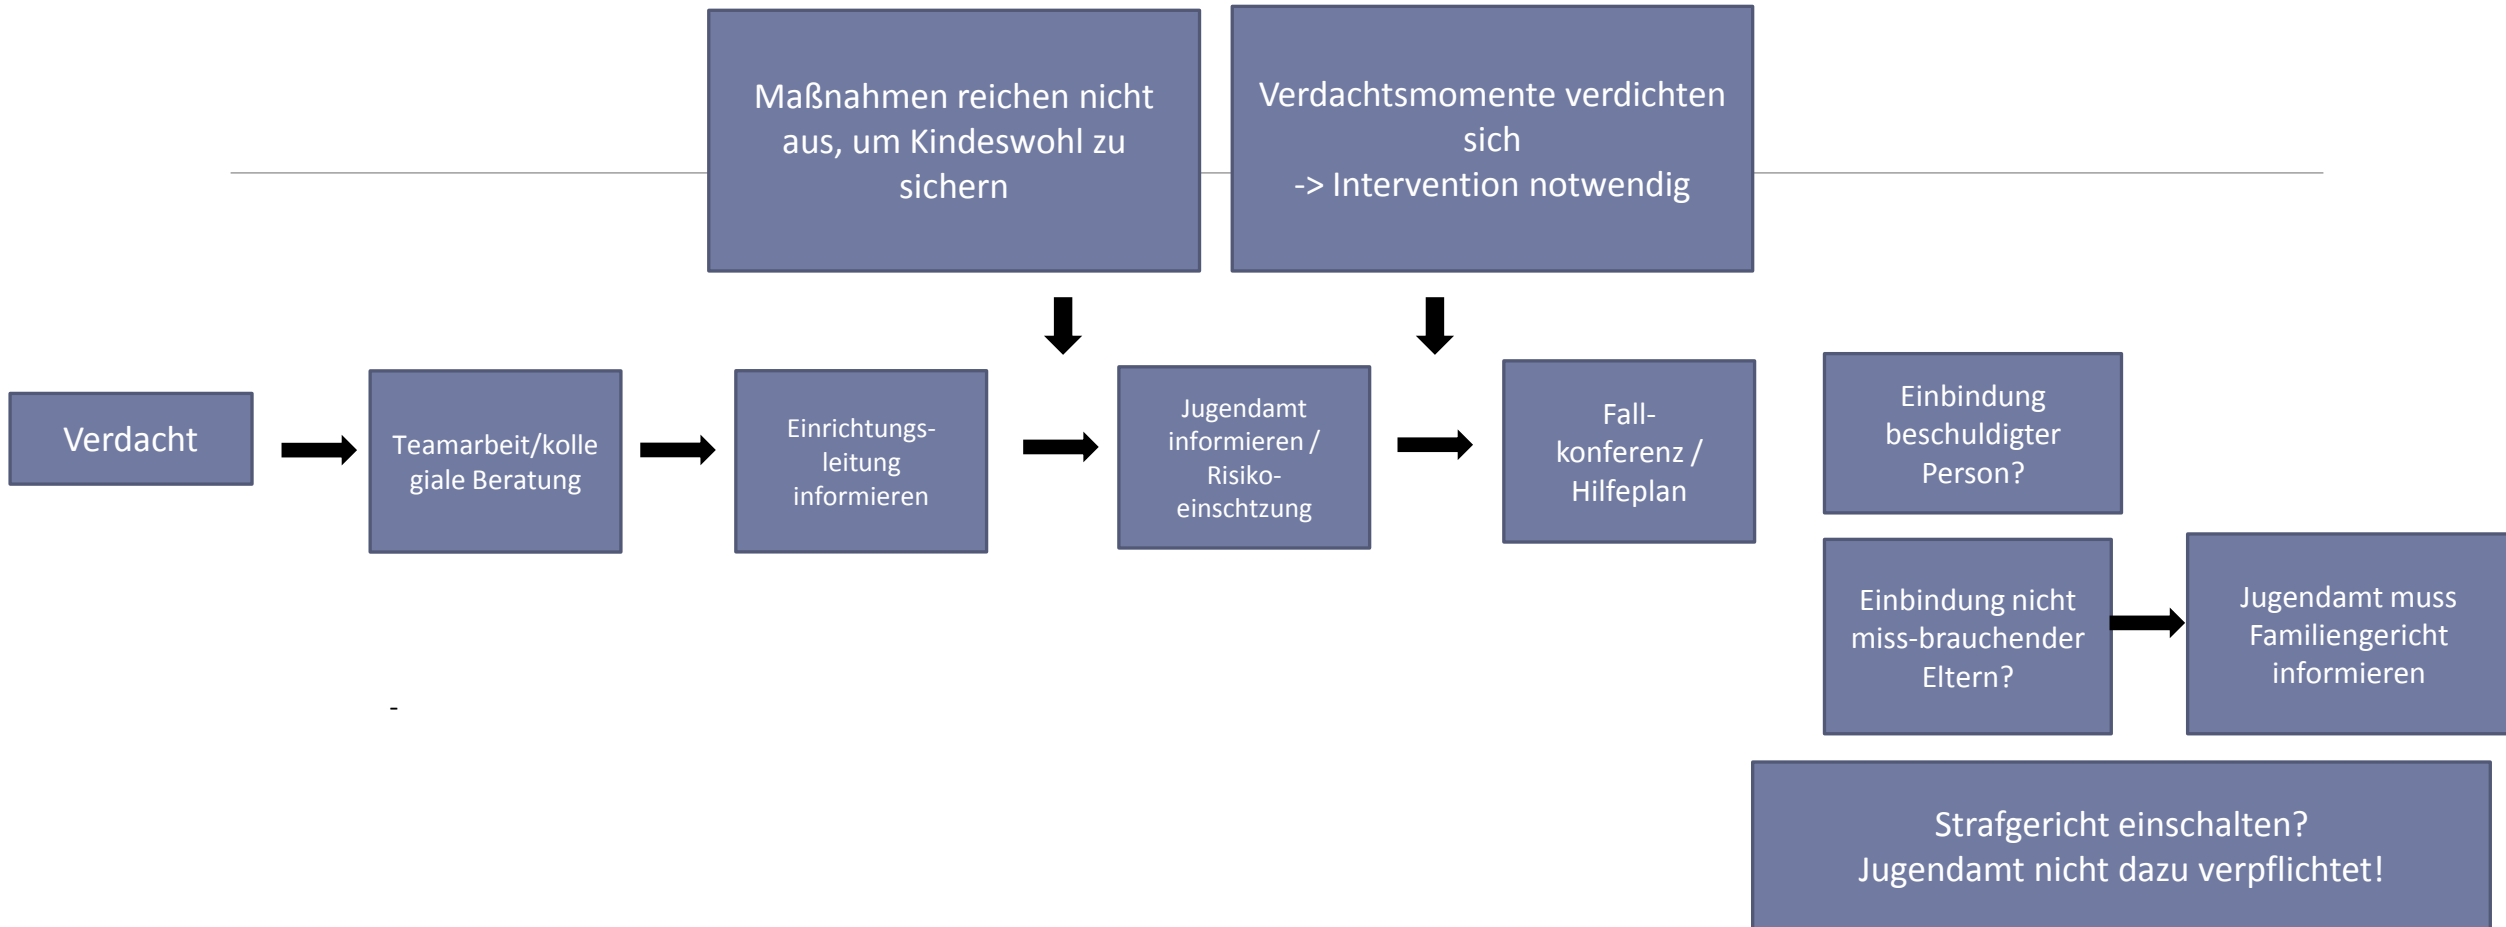 Maßnahmen reichen nicht
aus, um Kindeswohl zu
sichern
Verdachtsmomente verdichten
sich
-> Intervention notwendig
Verdacht
Teamarbeit/kolle
giale Beratung
Einrichtungs-
leitung
informieren
Jugendamt
informieren /
Risiko-
einschtzung
Fall-
konferenz /
Hilfeplan
Einbindung
beschuldigter
Person?
Einbindung nicht
miss-brauchender
Eltern?
Jugendamt muss
Familiengericht
informieren
-
Strafgericht einschalten?
Jugendamt nicht dazu verpflichtet!